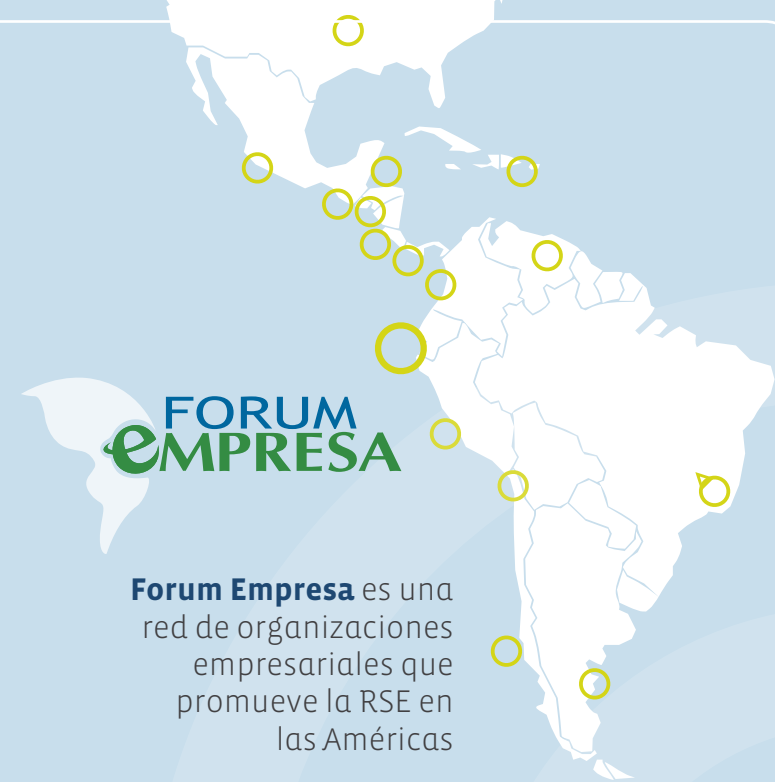 FORUM
eMPRESA
Forum Empresa es una
red de organizaciones
empresariales que
promueve la RSE en
las Américas